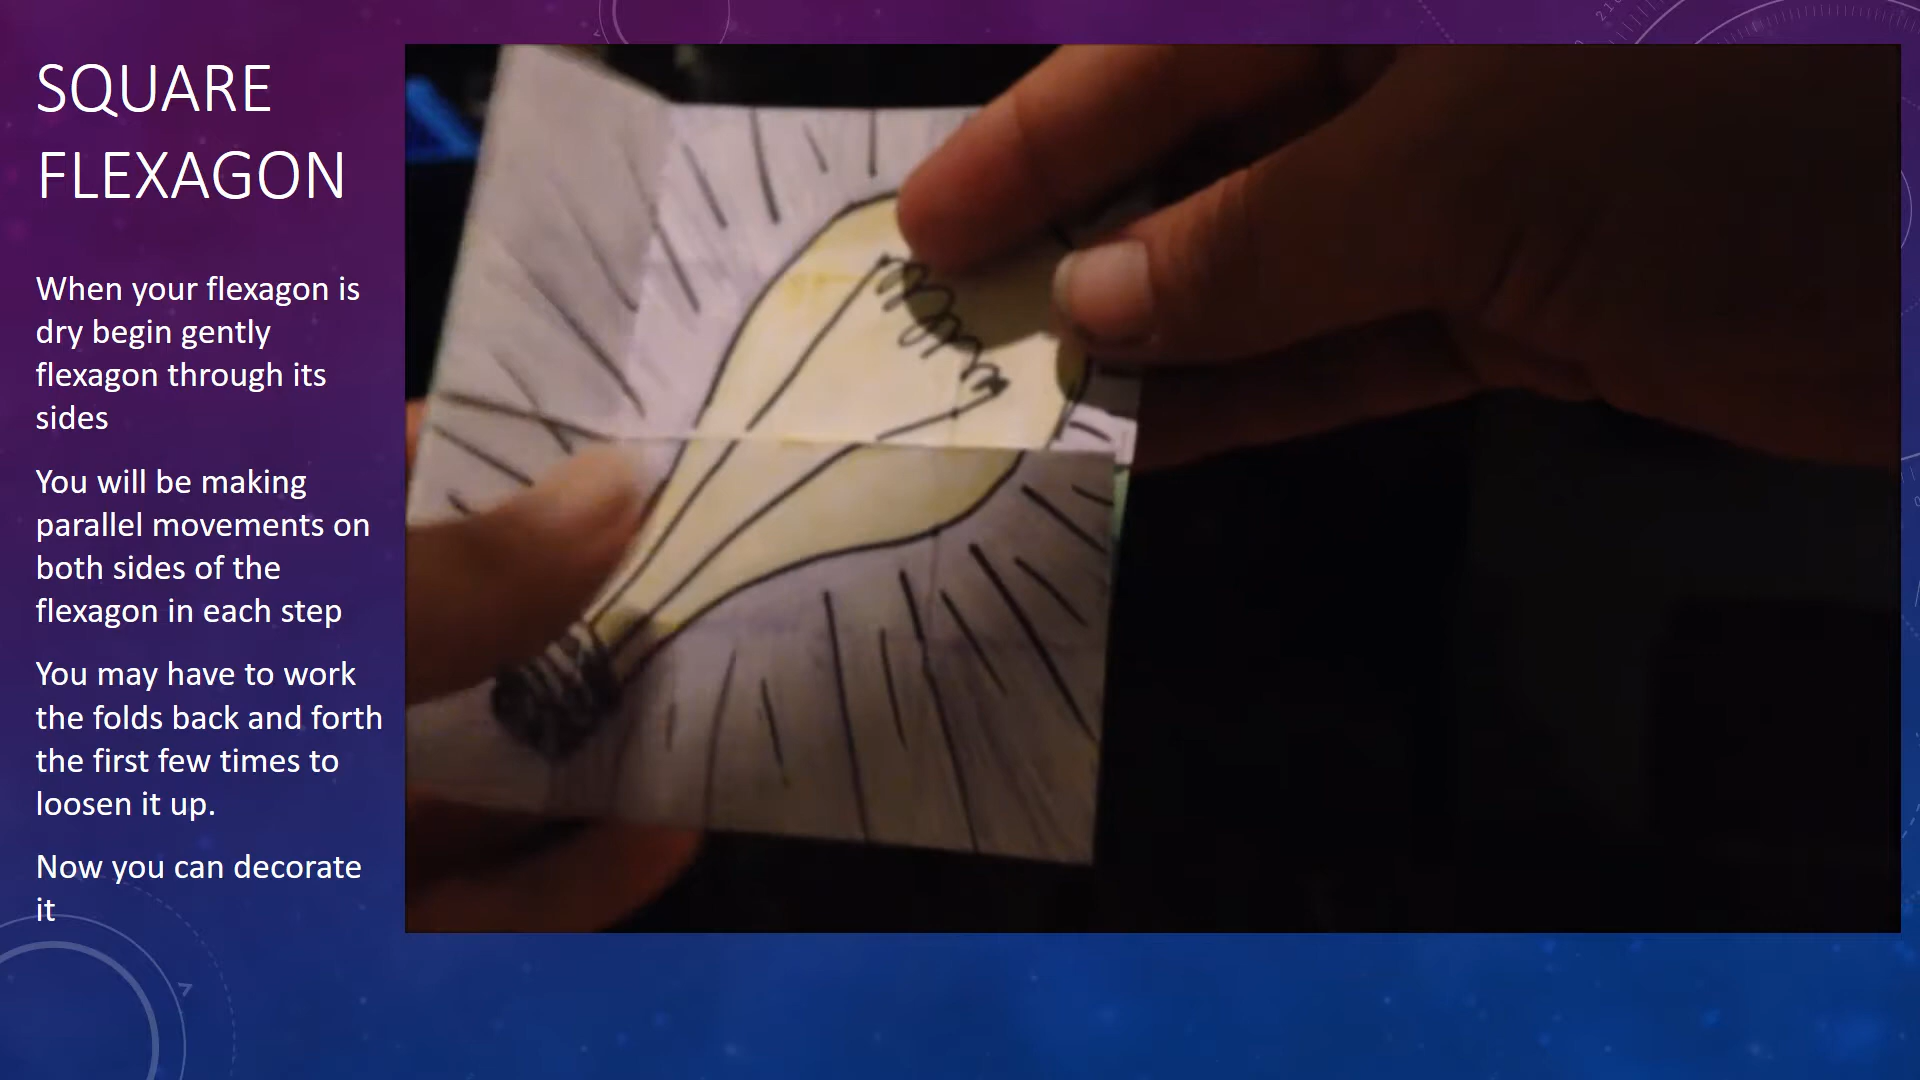 SQUARE
FLEXAGON
When your flexagon is
dry begin gently
flexagon through its
sides
You will be making
parallel movements on
both sides of the
flexagon in each step
You may have to work
the folds back and forth
the first few times to
loosen it up.
Now you can decorate
it